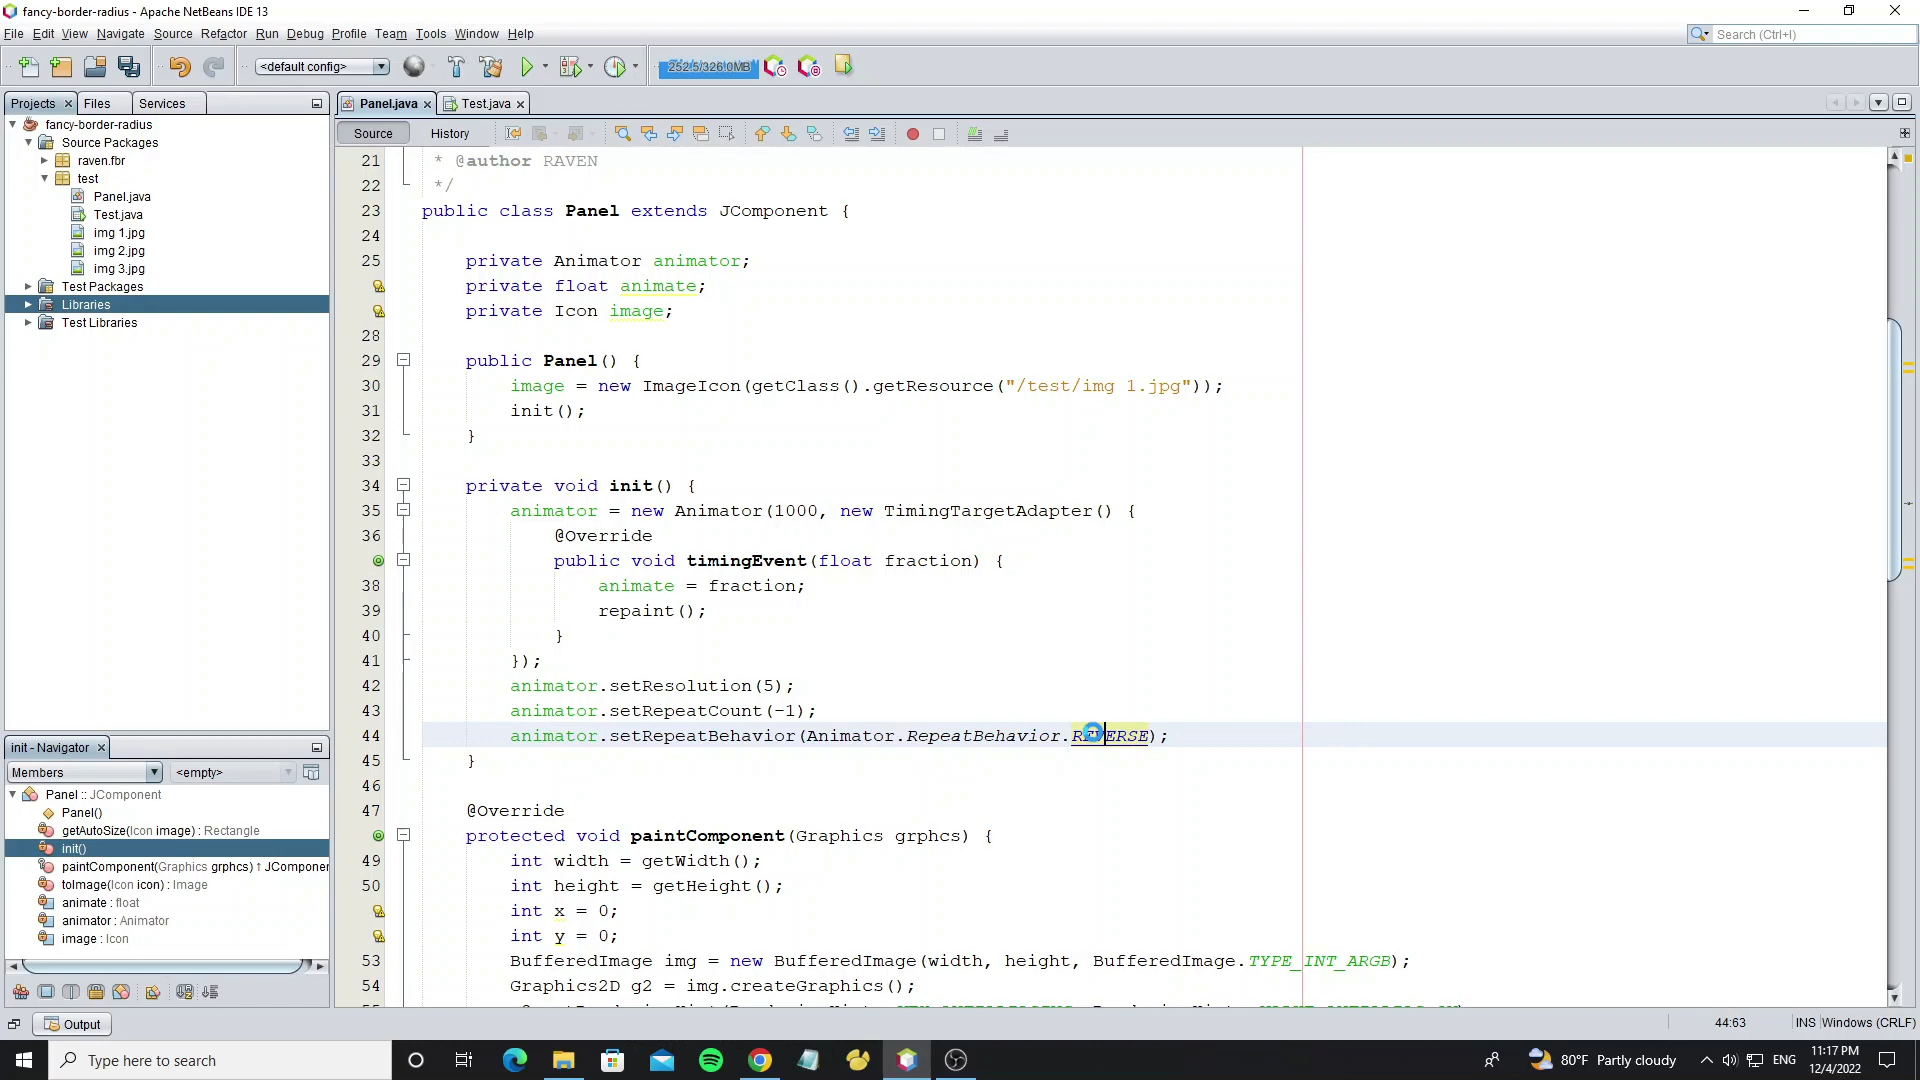 fancy-border-radius - Apache NetBeans IDE 13
File Edit View Navigate Source Refactor Run Debug Profile Team Tools Window Help
Search (Ctrl+I)
<default config>
252.5/326.0MB
Projects Files Services
Panel.java Test.java
fancy-border-radius
Source Packages
raven.fbr
test
Panel.java
Test.java
img 1.jpg
img 2.jpg
img 3.jpg
Test Packages
Libraries
Test Libraries
Source History
21 * @author RAVEN
22 */
23 public class Panel extends JComponent {
24
25 private Animator animator;
private float animate;
private Icon image;
28
29 public Panel() {
30 image = new ImageIcon(getClass().getResource("/test/img 1.jpg"));
31 init();
32 }
33
34 private void init() {
35 animator = new Animator(1000, new TimingTargetAdapter() {
36 @Override
public void timingEvent(float fraction) {
38 animate = fraction;
39 repaint();
40 }
41 });
42 animator.setResolution(5);
43 animator.setRepeatCount(-1);
44 animator.setRepeatBehavior(Animator.RepeatBehavior.REVERSE);
45 }
46
47 @Override
protected void paintComponent(Graphics grphcs) {
49 int width = getWidth();
50 int height = getHeight();
int x = 0;
int y = 0;
53 BufferedImage img = new BufferedImage(width, height, BufferedImage.TYPE_INT_ARGB);
54 Graphics2D g2 = img.createGraphics();
init - Navigator
Members <empty>
Panel :: JComponent
Panel()
getAutoSize(Icon image) : Rectangle
init()
paintComponent(Graphics grphcs) ↑ JComponen
toImage(Icon icon) : Image
animate : float
animator : Animator
image : Icon
Output
44:63 INS Windows (CRLF)
Type here to search
80°F Partly cloudy
ENG
11:17 PM
12/4/2022